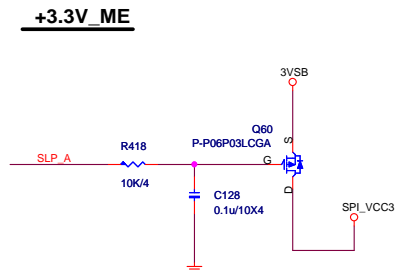 +3.3V_ME
3VSB
Q60
P-P06P03LCGA
S
G
D
SLP_A
R418
10K/4
C128
0.1u/10X4
SPI_VCC3